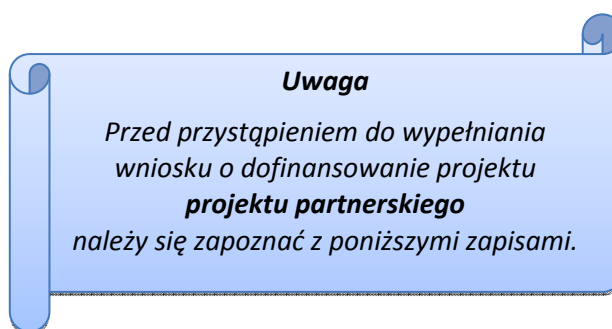 Uwaga
Przed przystąpieniem do wypełniania
wniosku o dofinansowanie projektu
projektu partnerskiego
należy się zapoznać z poniższymi zapisami.